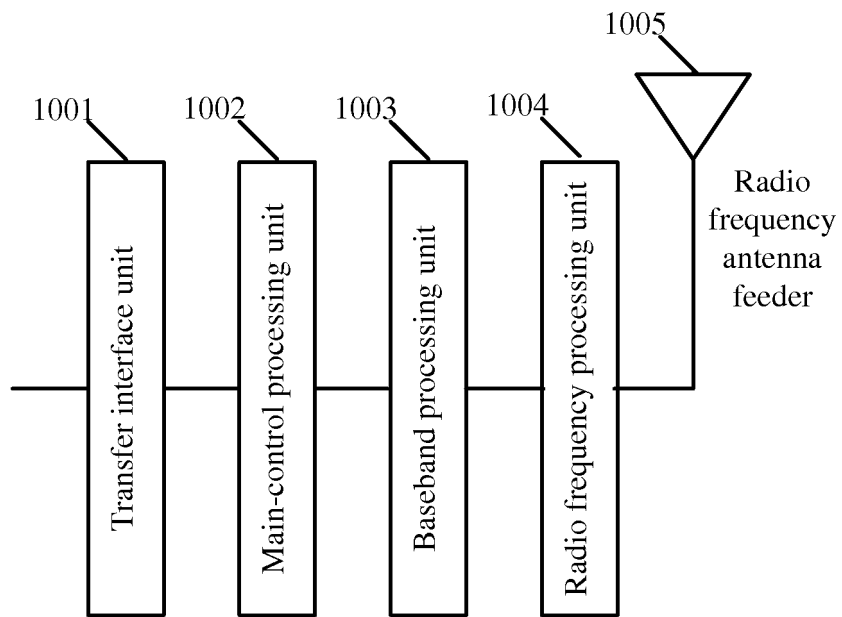 1005
1001
1002
1003
1004
Radio
frequency
antenna
feeder
Transfer interface unit
Main-control processing unit
Baseband processing unit
Radio frequency processing unit